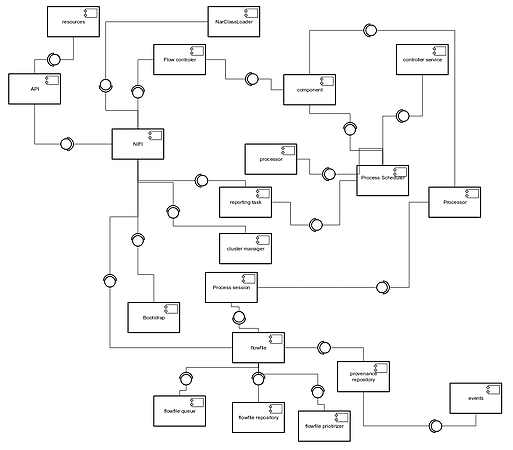 resources
NarClassLoader
Flow controler
controller service
API
component
NIFI
processor
Process Scheduler
reporting task
Processor
cluster manager
Process session
Bootstrap
flowfile
provenance
repository
events
flowfile queue
flowfile repository
flowfile priotirizer